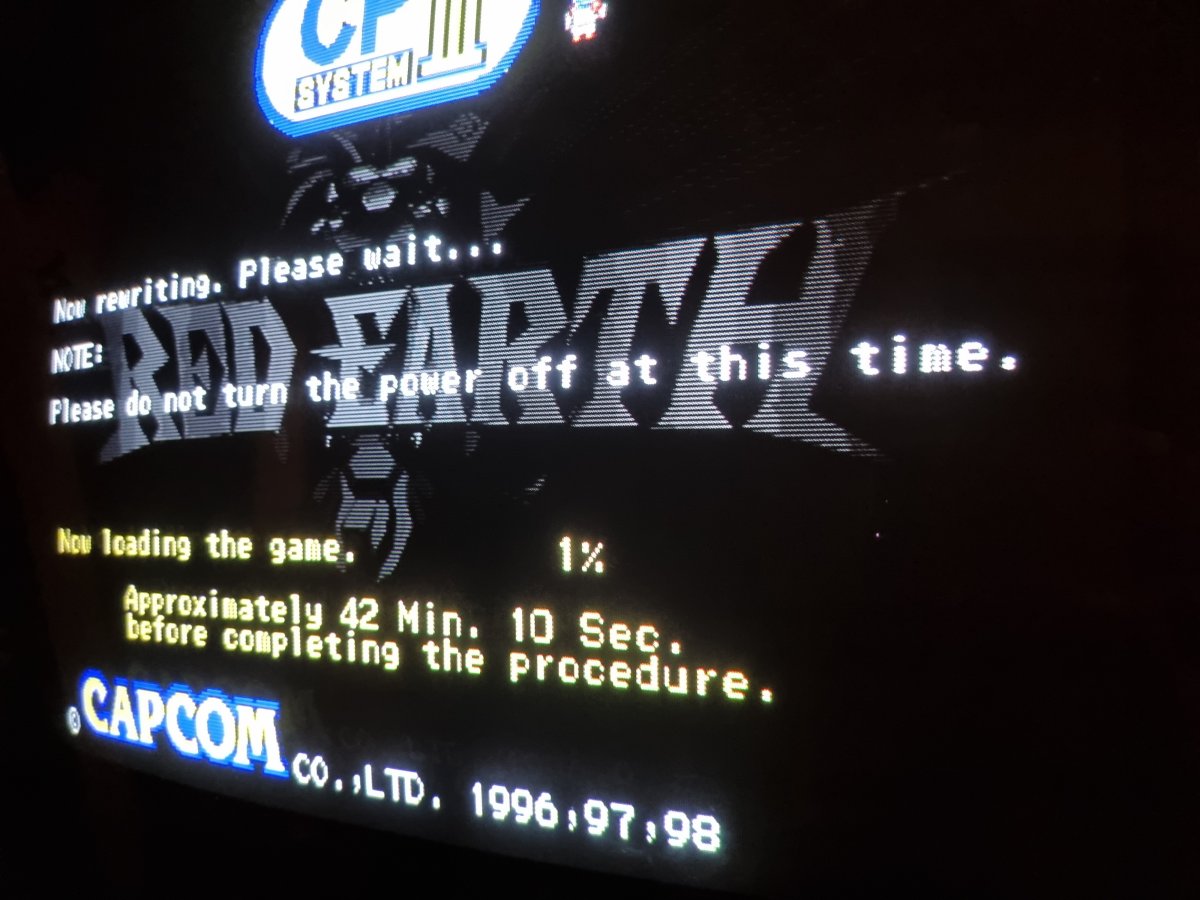 CP III
SYSTEM
Now rewriting. Please wait...
RED EARTH
NOTE:
Please do not turn the power off at this time.
Now loading the game. 1%
Approximately 42 Min. 10 Sec.
before completing the procedure.
© CAPCOM CO.,LTD. 1996,97,98